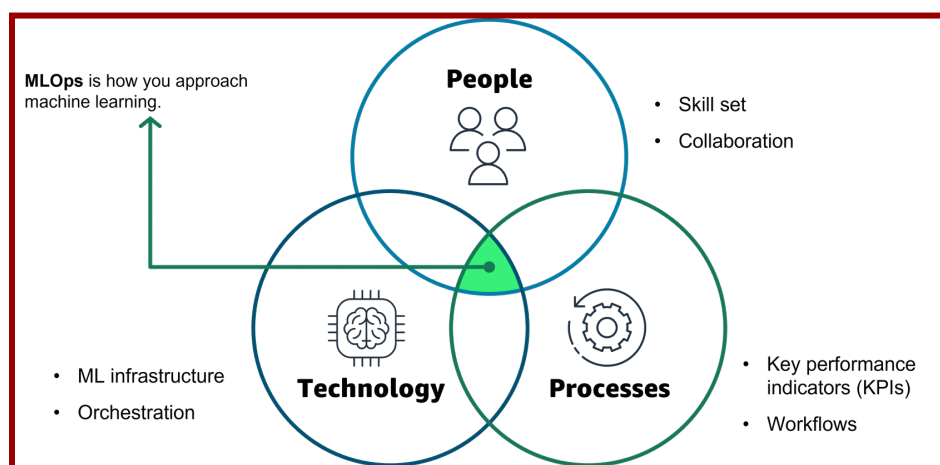 MLOps is how you approach
machine learning.
People
• Skill set
• Collaboration
Technology
• ML infrastructure
• Orchestration
Processes
• Key performance
indicators (KPIs)
• Workflows